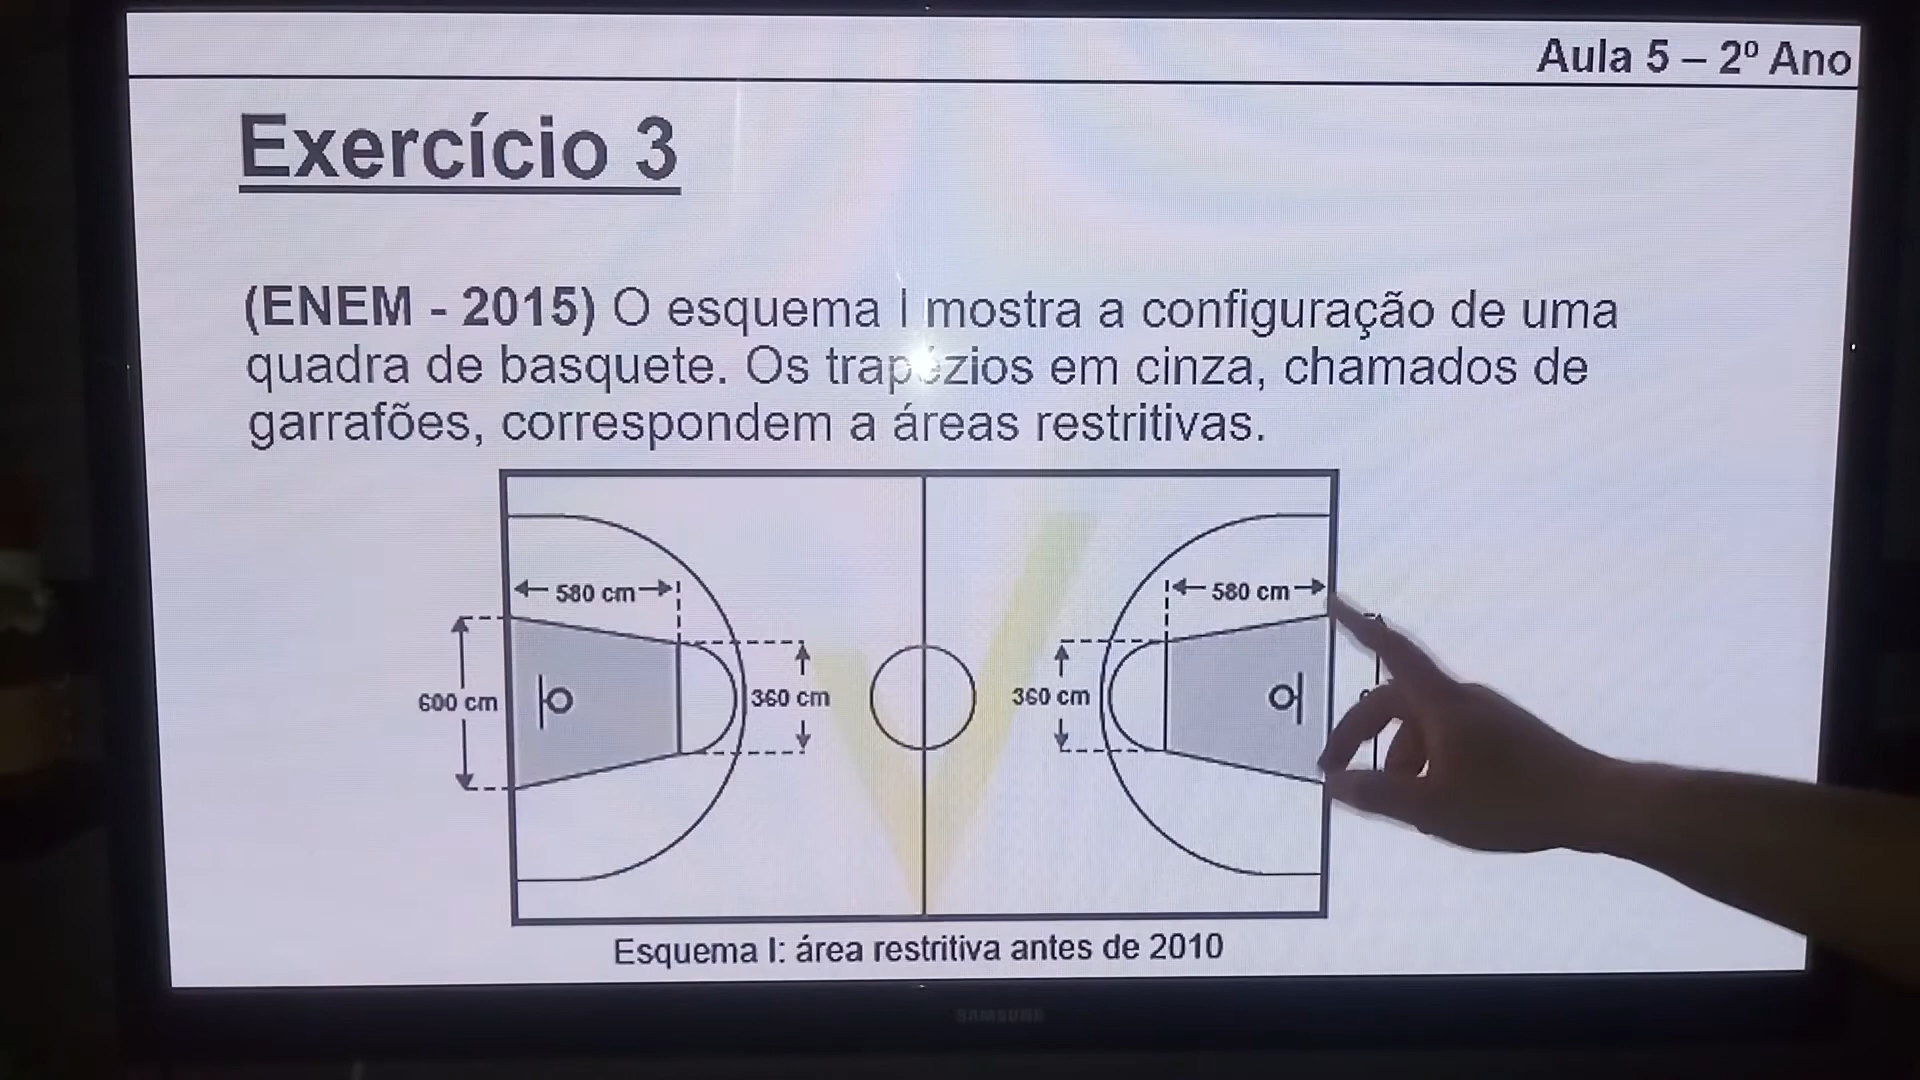 Aula 5 – 2º Ano
Exercício 3
(ENEM - 2015) O esquema I mostra a configuração de uma
quadra de basquete. Os trapézios em cinza, chamados de
garrafões, correspondem a áreas restritivas.
580 cm
580 cm
600 cm
360 cm
360 cm
Esquema I: área restritiva antes de 2010
SAMSUNG